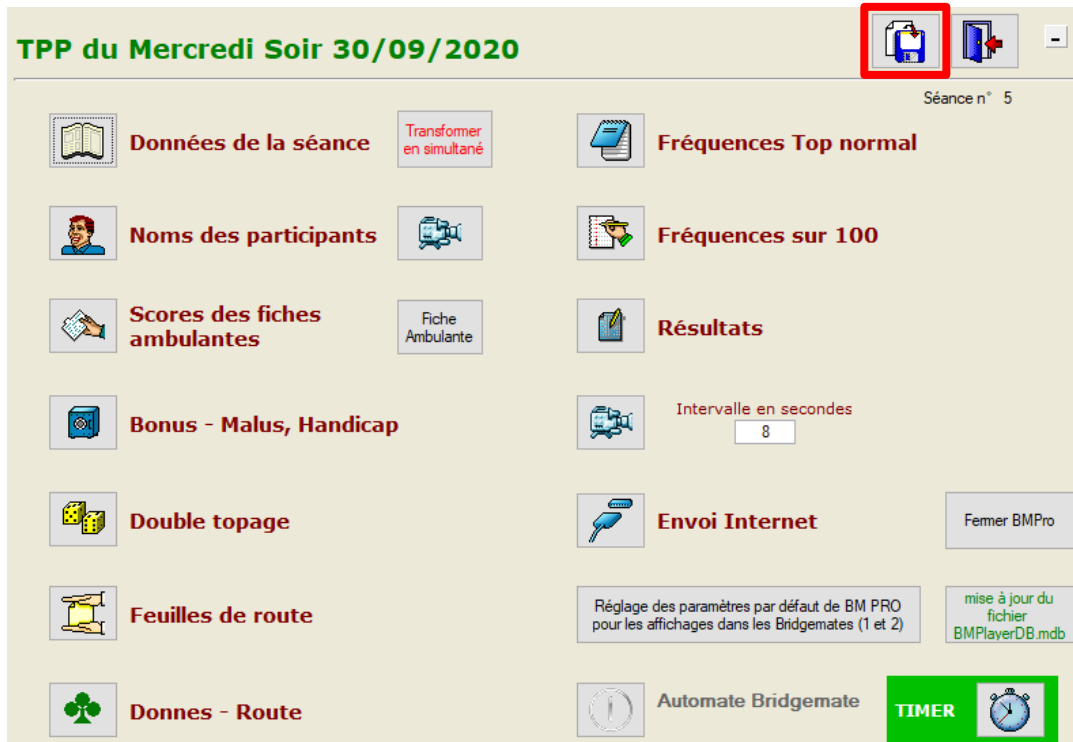 TPP du Mercredi Soir 30/09/2020
-
Séance n° 5
Données de la séance
Transformer
en simultané
Fréquences Top normal
Noms des participants
Fréquences sur 100
Scores des fiches
ambulantes
Fiche
Ambulante
Résultats
Bonus - Malus, Handicap
Intervalle en secondes
8
Double topage
Envoi Internet
Fermer BMPro
Feuilles de route
Réglage des paramètres par défaut de BM PRO
pour les affichages dans les Bridgemates (1 et 2)
mise à jour du
fichier
BMPlayerDB.mdb
Donnes - Route
Automate Bridgemate
TIMER